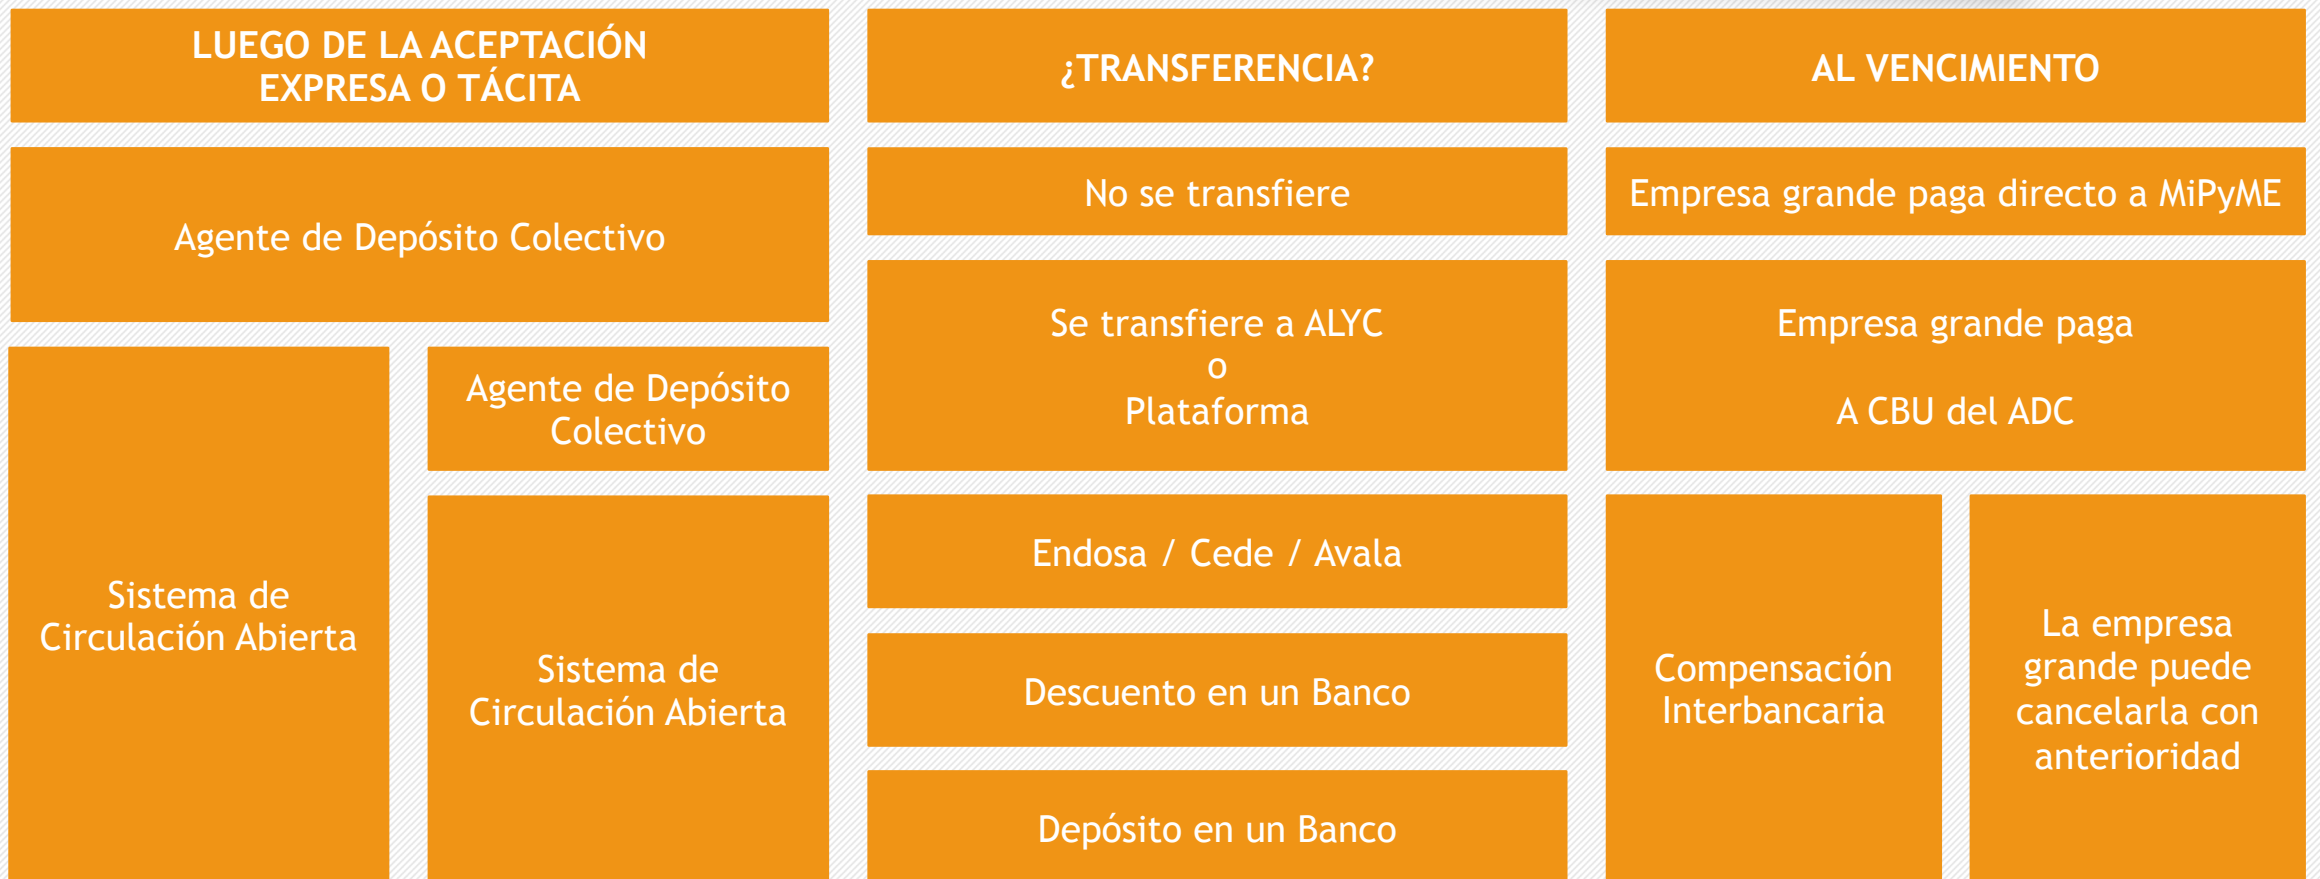 LUEGO DE LA ACEPTACIÓN
EXPRESA O TÁCITA
¿TRANSFERENCIA?
AL VENCIMIENTO
Agente de Depósito Colectivo
No se transfiere
Empresa grande paga directo a MiPyME
Se transfiere a ALYC
o
Plataforma
Empresa grande paga
A CBU del ADC
Sistema de
Circulación Abierta
Agente de Depósito
Colectivo
Sistema de
Circulación Abierta
Endosa / Cede / Avala
Descuento en un Banco
Depósito en un Banco
Compensación
Interbancaria
La empresa
grande puede
cancelarla con
anterioridad